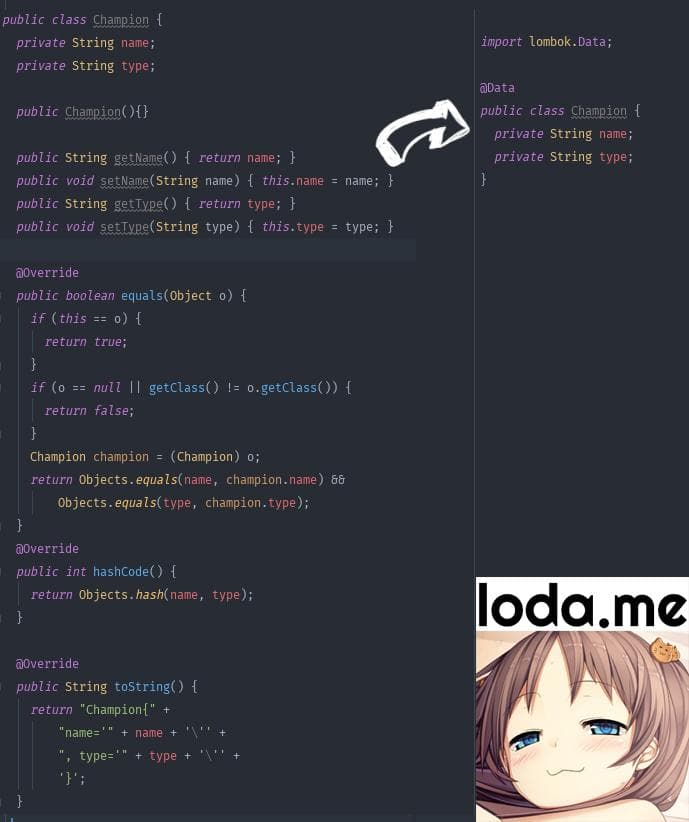 public class Champion {
  private String name;
  private String type;

  public Champion(){}

  public String getName() { return name; }
  public void setName(String name) { this.name = name; }
  public String getType() { return type; }
  public void setType(String type) { this.type = type; }

  @Override
  public boolean equals(Object o) {
    if (this == o) {
      return true;
    }
    if (o == null || getClass() != o.getClass()) {
      return false;
    }
    Champion champion = (Champion) o;
    return Objects.equals(name, champion.name) &&
        Objects.equals(type, champion.type);
  }
  @Override
  public int hashCode() {
    return Objects.hash(name, type);
  }

  @Override
  public String toString() {
    return "Champion{" +
        "name='" + name + '\'' +
        ", type='" + type + '\'' +
        '}';
  }

import lombok.Data;

@Data
public class Champion {
  private String name;
  private String type;
}

loda.me